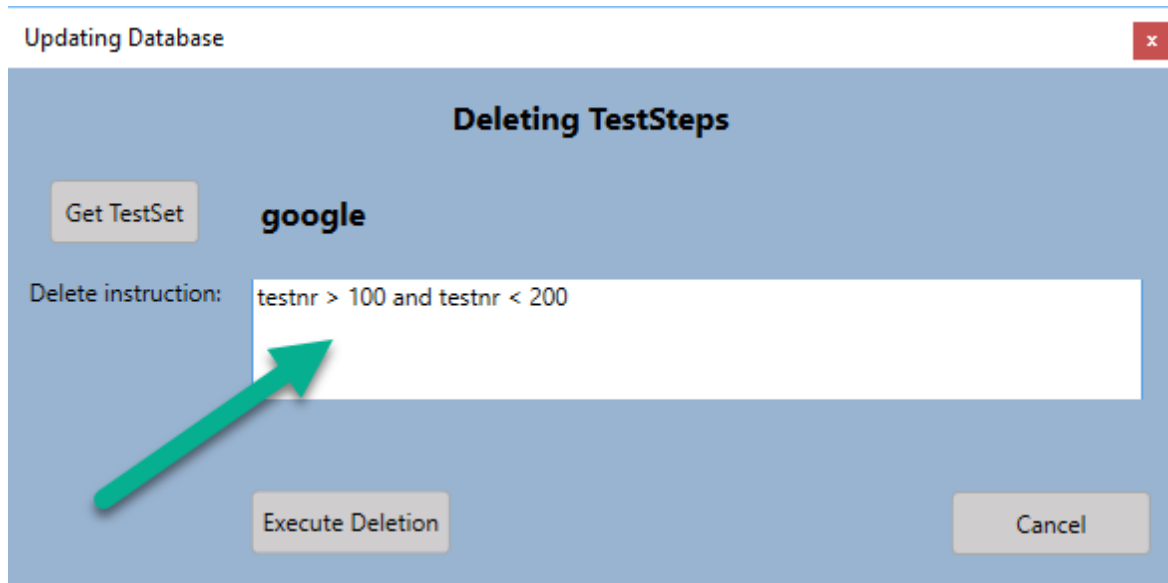 Updating Database
x
Deleting TestSteps
Get TestSet
google
Delete instruction:
testnr > 100 and testnr < 200
Execute Deletion
Cancel